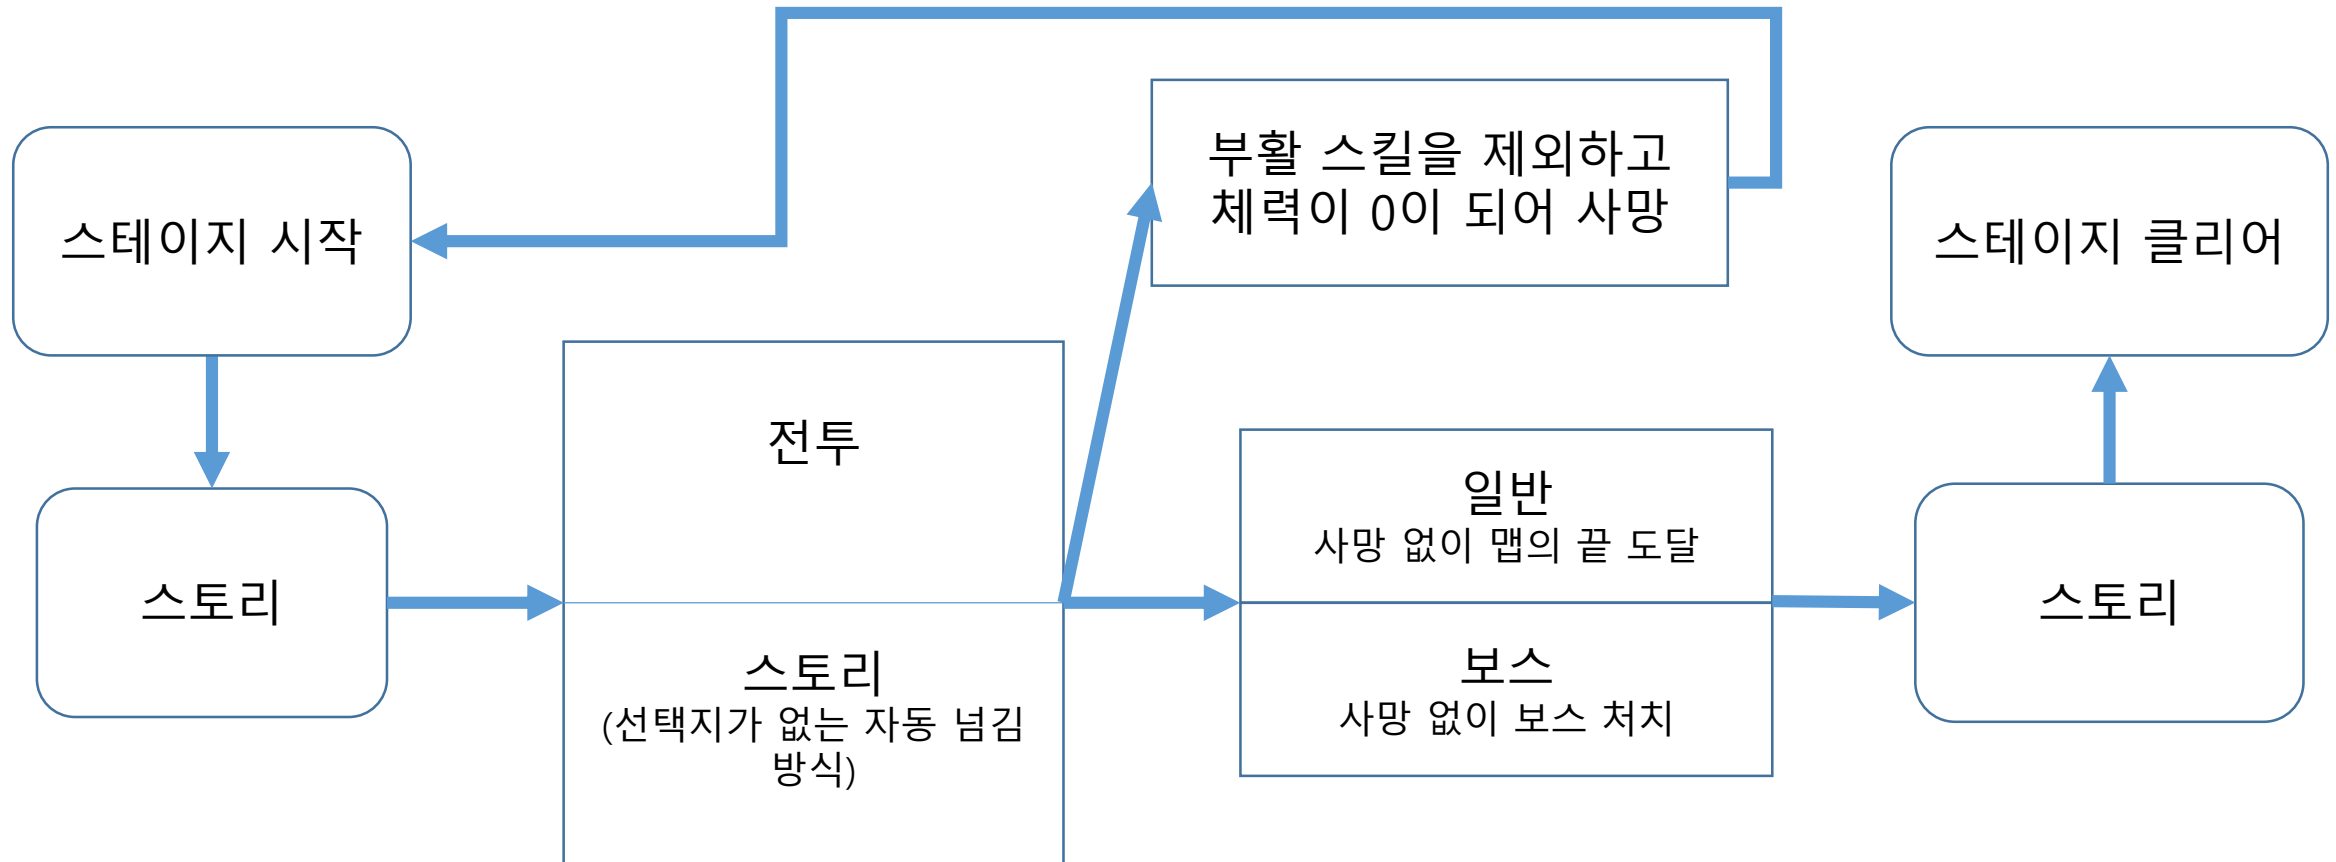 부활 스킬을 제외하고
체력이 0이 되어 사망
스테이지 시작
스테이지 클리어
전투
일반
사망 없이 맵의 끝 도달
스토리
스토리
(선택지가 없는 자동 넘김
방식)
보스
사망 없이 보스 처치
스토리